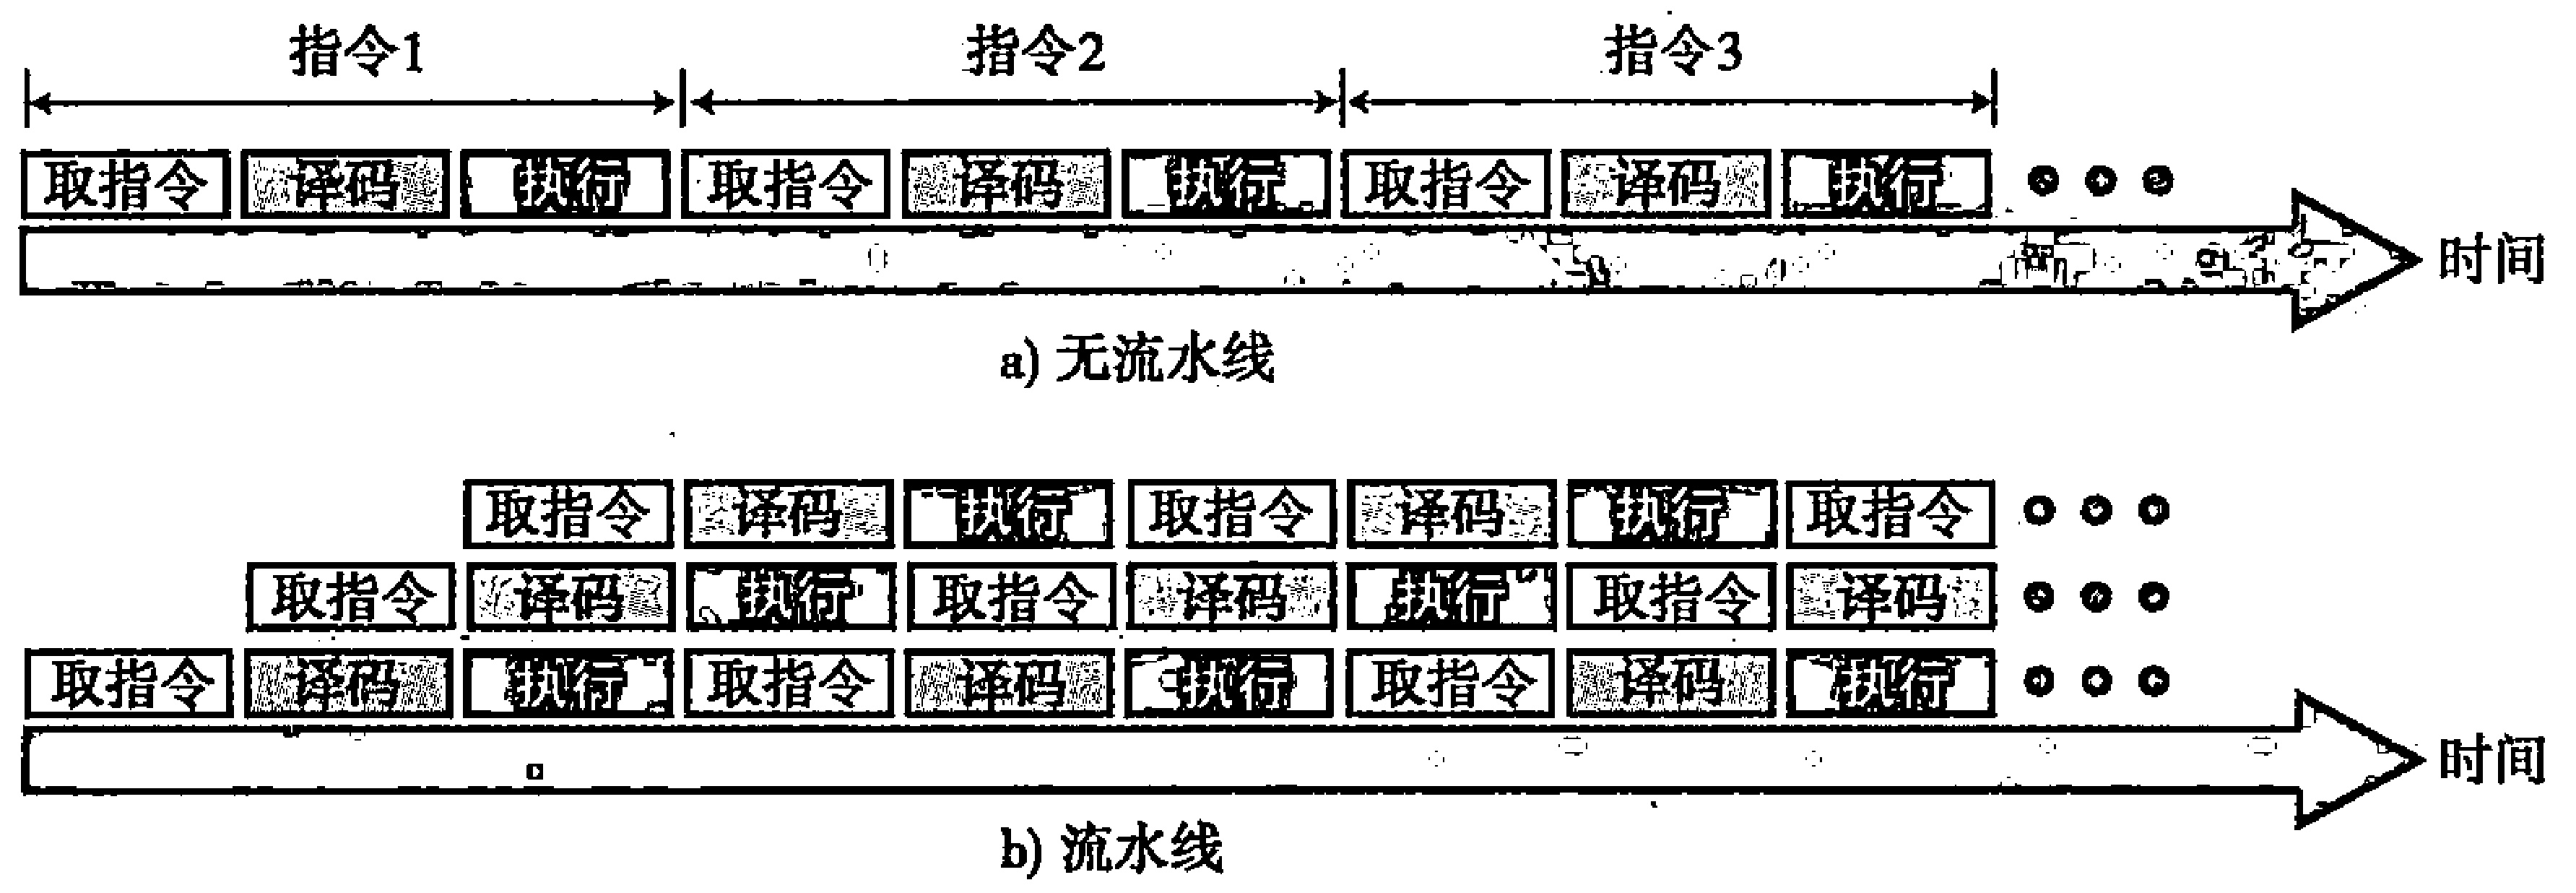 指令1 指令2 指令3
取指令 译码 执行 取指令 译码 执行 取指令 译码 执行
时间
a) 无流水线
取指令 译码 执行 取指令 译码 执行 取指令
取指令 译码 执行 取指令 译码 执行 取指令 译码
取指令 译码 执行 取指令 译码 执行 取指令 译码 执行
时间
b) 流水线